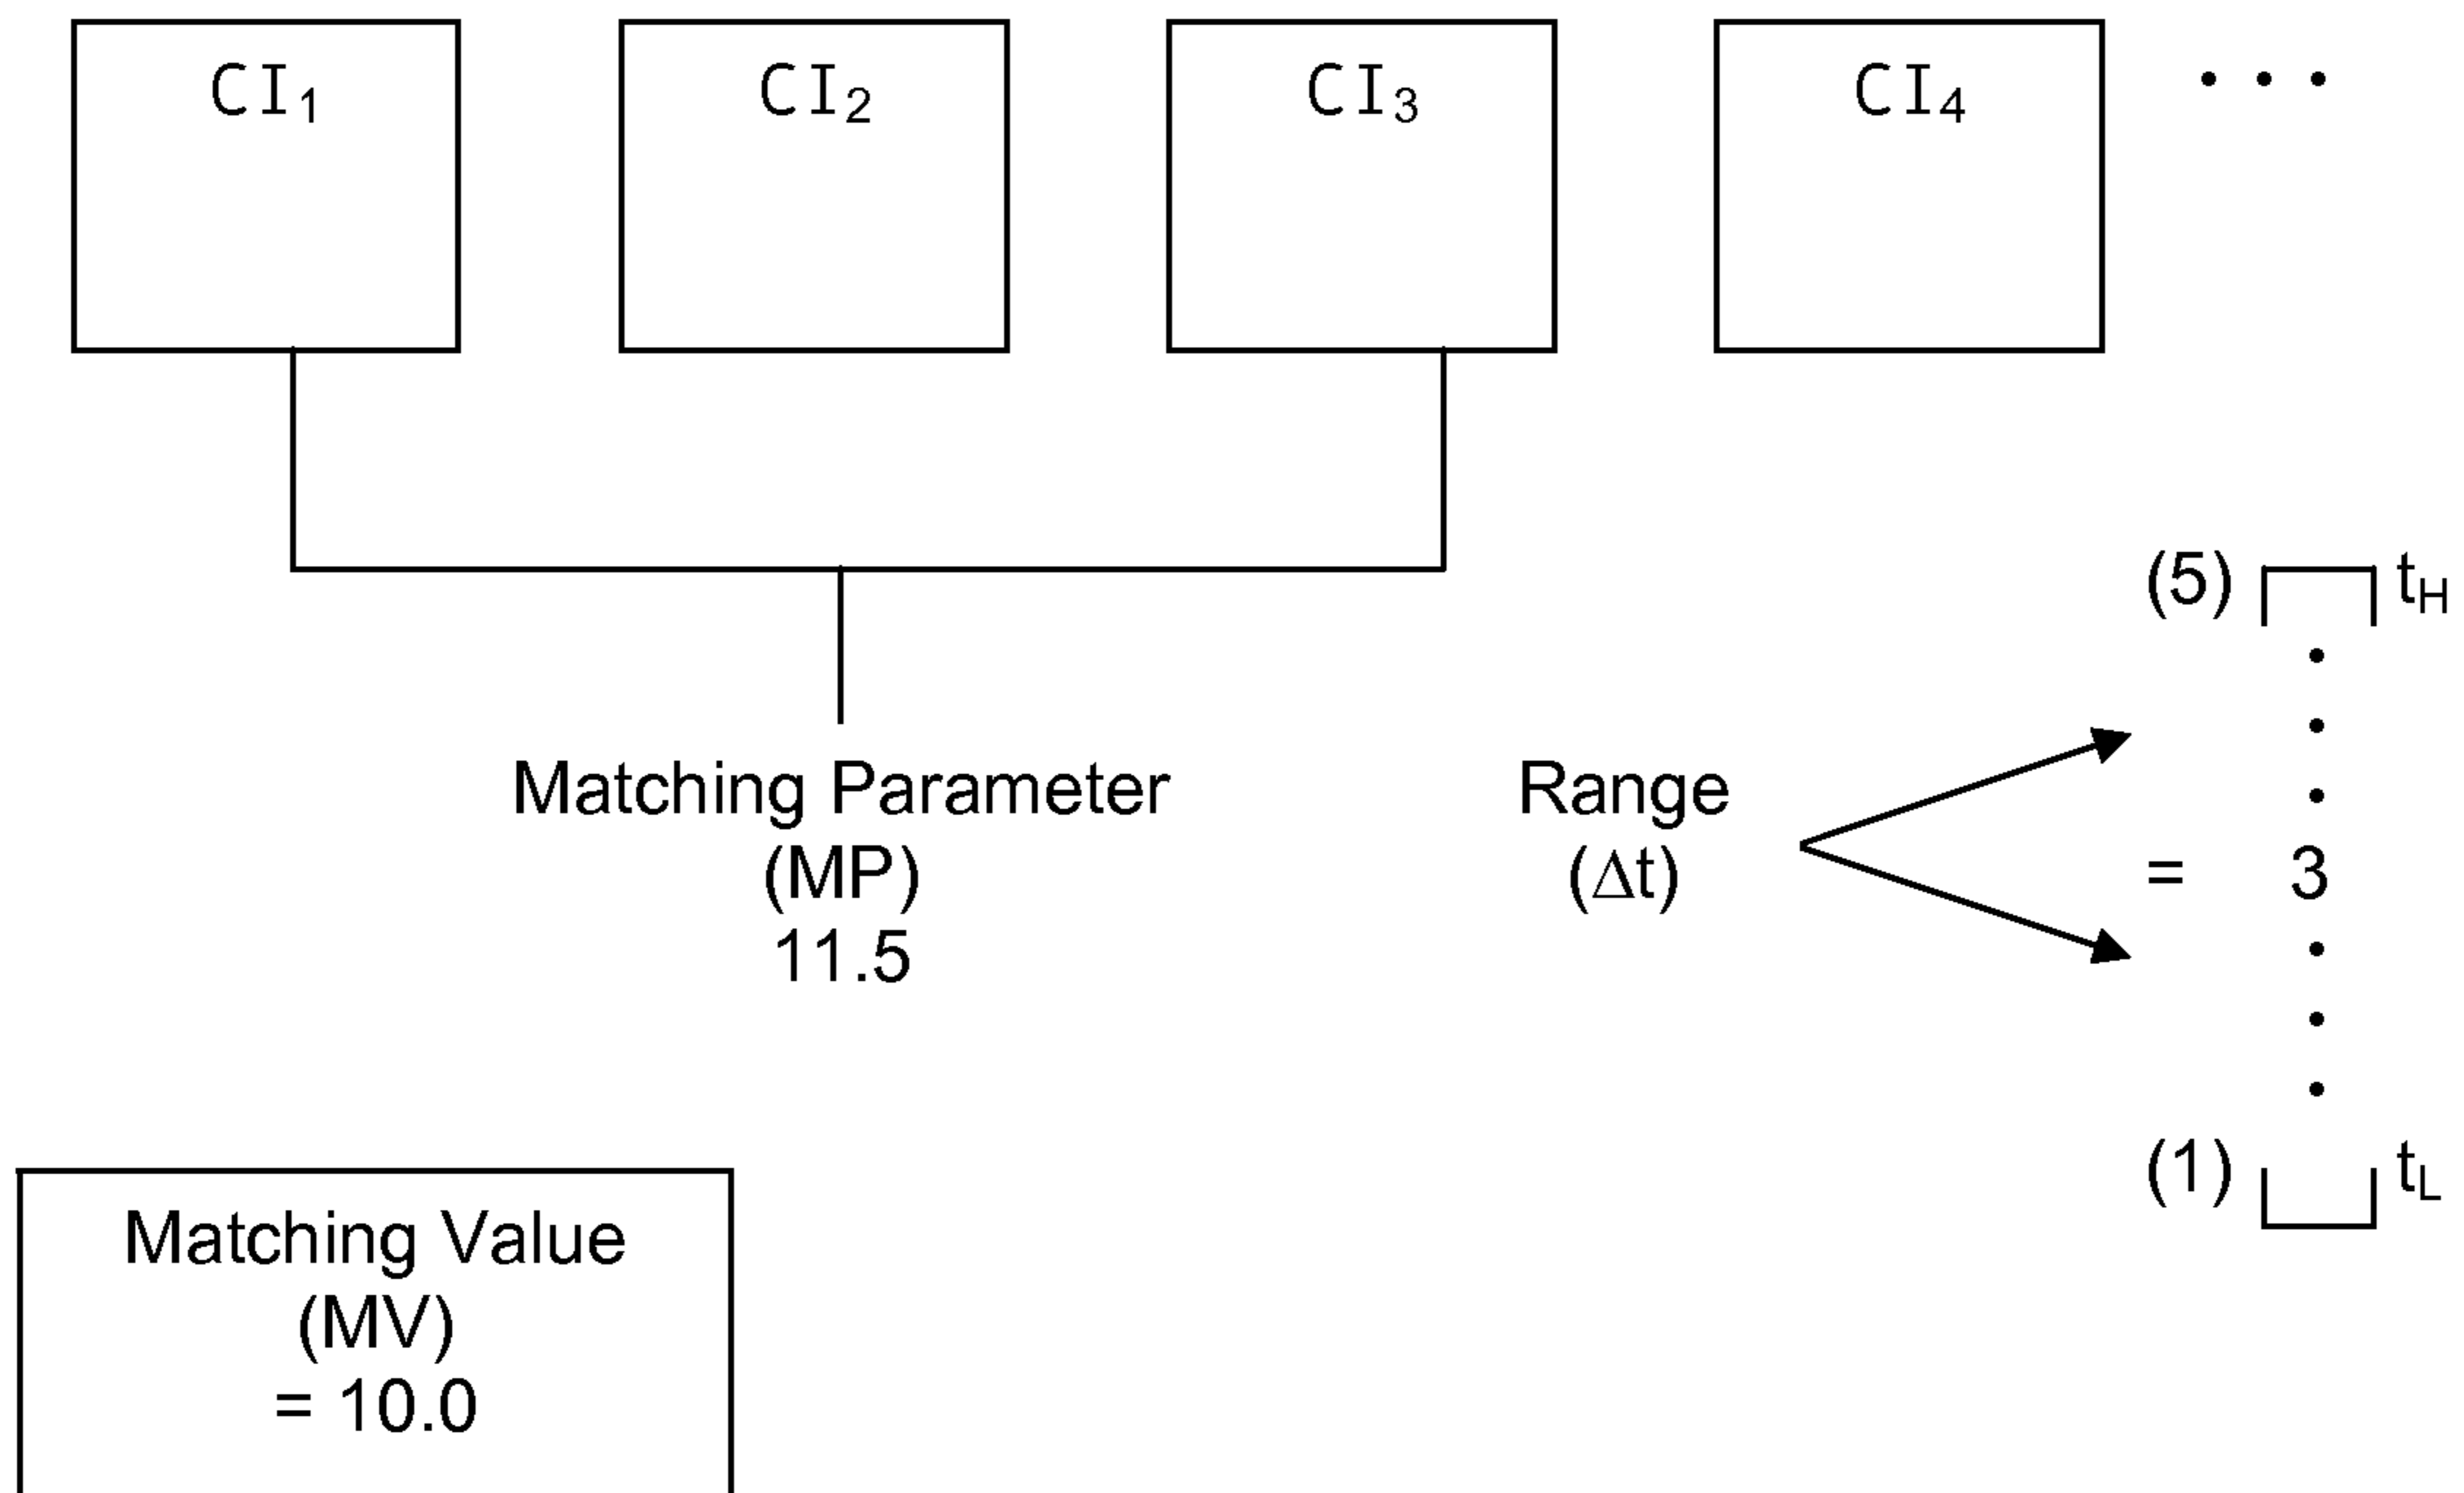 CI₁ CI₂ CI₃ CI₄ • • •
(5) tH
Matching Parameter
(MP)
11.5
Range
(Δt)
= 3
(1) tL
Matching Value
(MV)
= 10.0